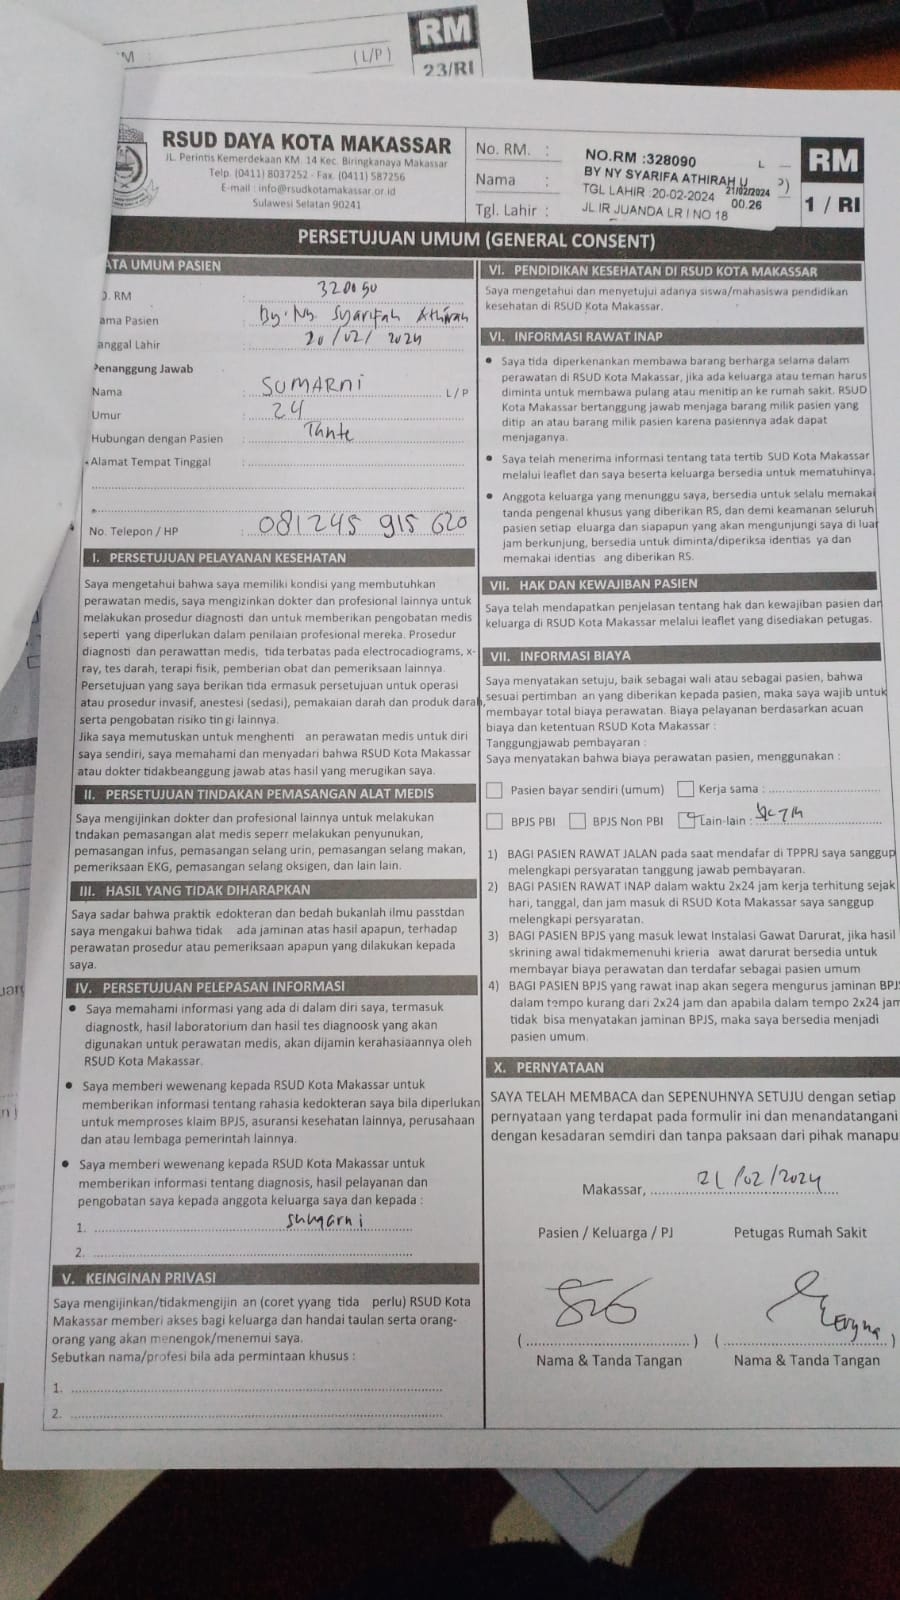 M :
(L/P)
RM
23/RI
RSUD DAYA KOTA MAKASSAR
JL. Perintis Kemerdekaan KM. 14 Kec. Biringkanaya Makassar
Telp. (0411) 8037252 - Fax. (0411) 587256
E-mail : info@rsudkotamakassar.or.id
Sulawesi Selatan 90241
No. RM. :
Nama :
Tgl. Lahir :
NO.RM :328090 L
BY NY SYARIFA ATHIRAH U P)
TGL LAHIR :20-02-2024 21/02/2024
JL IR JUANDA LR I NO 18 00.26
RM
1 / RI
PERSETUJUAN UMUM (GENERAL CONSENT)
ATA UMUM PASIEN
O. RM :
ama Pasien : By. Ny Syarifah Athirah
anggal Lahir : 20/02/ 2024
Penanggung Jawab
Nama : SUMARni L/P
Umur : 24
Hubungan dengan Pasien : Tante
Alamat Tempat Tinggal :
No. Telepon / HP : 081245 915 620
I. PERSETUJUAN PELAYANAN KESEHATAN
Saya mengetahui bahwa saya memiliki kondisi yang membutuhkan
perawatan medis, saya mengizinkan dokter dan profesional lainnya untuk
melakukan prosedur diagnosti dan untuk memberikan pengobatan medis
seperti yang diperlukan dalam penilaian profesional mereka. Prosedur
diagnosti dan perawattan medis, tida terbatas pada electrocadiograms, x-
ray, tes darah, terapi fisik, pemberian obat dan pemeriksaan lainnya.
Persetujuan yang saya berikan tida ermasuk persetujuan untuk operasi
atau prosedur invasif, anestesi (sedasi), pemakaian darah dan produk darah,
serta pengobatan risiko tin gi lainnya.
Jika saya memutuskan untuk menghenti an perawatan medis untuk diri
saya sendiri, saya memahami dan menyadari bahwa RSUD Kota Makassar
atau dokter tidakbeanggung jawab atas hasil yang merugikan saya.
II. PERSETUJUAN TINDAKAN PEMASANGAN ALAT MEDIS
Saya mengijinkan dokter dan profesional lainnya untuk melakukan
tndakan pemasangan alat medis seperr melakukan penyunukan,
pemasangan infus, pemasangan selang urin, pemasangan selang makan,
pemeriksaan EKG, pemasangan selang oksigen, dan lain lain.
III. HASIL YANG TIDAK DIHARAPKAN
Saya sadar bahwa praktik edokteran dan bedah bukanlah ilmu passtdan
saya mengakui bahwa tidak ada jaminan atas hasil apapun, terhadap
perawatan prosedur atau pemeriksaan apapun yang dilakukan kepada
saya.
IV. PERSETUJUAN PELEPASAN INFORMASI
• Saya memahami informasi yang ada di dalam diri saya, termasuk
diagnostk, hasil laboratorium dan hasil tes diagnoosk yang akan
digunakan untuk perawatan medis, akan dijamin kerahasiaannya oleh
RSUD Kota Makassar.
• Saya memberi wewenang kepada RSUD Kota Makassar untuk
memberikan informasi tentang rahasia kedokteran saya bila diperlukan
untuk memproses klaim BPJS, asuransi kesehatan lainnya, perusahaan
dan atau lembaga pemerintah lainnya.
• Saya memberi wewenang kepada RSUD Kota Makassar untuk
memberikan informasi tentang diagnosis, hasil pelayanan dan
pengobatan saya kepada anggota keluarga saya dan kepada :
1. sumarni
2.
V. KEINGINAN PRIVASI
Saya mengijinkan/tidakmengijin an (coret yyang tida perlu) RSUD Kota
Makassar memberi akses bagi keluarga dan handai taulan serta orang-
orang yang akan menengok/menemui saya.
Sebutkan nama/profesi bila ada permintaan khusus :
1.
2.
VI. PENDIDIKAN KESEHATAN DI RSUD KOTA MAKASSAR
Saya mengetahui dan menyetujui adanya siswa/mahasiswa pendidikan
kesehatan di RSUD Kota Makassar.
VI. INFORMASI RAWAT INAP
• Saya tida diperkenankan membawa barang berharga selama dalam
perawatan di RSUD Kota Makassar, jika ada keluarga atau teman harus
diminta untuk membawa pulang atau menitip an ke rumah sakit. RSUD
Kota Makassar bertanggung jawab menjaga barang milik pasien yang
ditip an atau barang milik pasien karena pasiennya adak dapat
menjaganya.
• Saya telah menerima informasi tentang tata tertib SUD Kota Makassar
melalui leaflet dan saya beserta keluarga bersedia untuk mematuhinya.
• Anggota keluarga yang menunggu saya, bersedia untuk selalu memakai
tanda pengenal khusus yang diberikan RS, dan demi keamanan seluruh
pasien setiap eluarga dan siapapun yang akan mengunjungi saya di luar
jam berkunjung, bersedia untuk diminta/diperiksa identias ya dan
memakai identias ang diberikan RS.
VII. HAK DAN KEWAJIBAN PASIEN
Saya telah mendapatkan penjelasan tentang hak dan kewajiban pasien dan
keluarga di RSUD Kota Makassar melalui leaflet yang disediakan petugas.
VII. INFORMASI BIAYA
Saya menyatakan setuju, baik sebagai wali atau sebagai pasien, bahwa
sesuai pertimban an yang diberikan kepada pasien, maka saya wajib untuk
membayar total biaya perawatan. Biaya pelayanan berdasarkan acuan
biaya dan ketentuan RSUD Kota Makassar :
Tanggungjawab pembayaran :
Saya menyatakan bahwa biaya perawatan pasien, menggunakan :
Pasien bayar sendiri (umum) Kerja sama :
BPJS PBI BPJS Non PBI Lain-lain :
1) BAGI PASIEN RAWAT JALAN pada saat mendafar di TPPRJ saya sanggup
melengkapi persyaratan tanggung jawab pembayaran.
2) BAGI PASIEN RAWAT INAP dalam waktu 2x24 jam kerja terhitung sejak
hari, tanggal, dan jam masuk di RSUD Kota Makassar saya sanggup
melengkapi persyaratan.
3) BAGI PASIEN BPJS yang masuk lewat Instalasi Gawat Darurat, jika hasil
skrining awal tidakmemenuhi krieria awat darurat bersedia untuk
membayar biaya perawatan dan terdafar sebagai pasien umum
4) BAGI PASIEN BPJS yang rawat inap akan segera mengurus jaminan BPJS
dalam tempo kurang dari 2x24 jam dan apabila dalam tempo 2x24 jam
tidak bisa menyatakan jaminan BPJS, maka saya bersedia menjadi
pasien umum.
X. PERNYATAAN
SAYA TELAH MEMBACA dan SEPENUHNYA SETUJU dengan setiap
pernyataan yang terdapat pada formulir ini dan menandatangani
dengan kesadaran semdiri dan tanpa paksaan dari pihak manapu
Makassar, 21/02/2024
Pasien / Keluarga / PJ Petugas Rumah Sakit
( ) ( )
Nama & Tanda Tangan Nama & Tanda Tangan